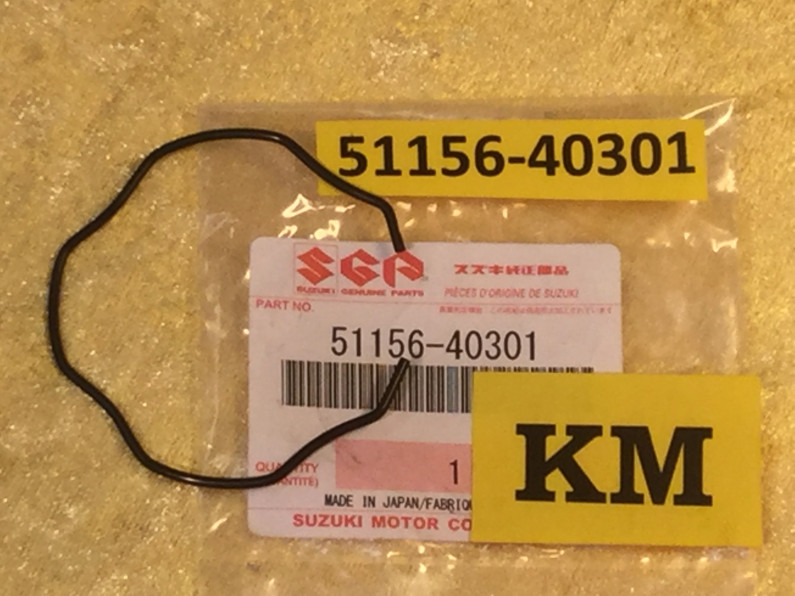 51156-40301
SGP スズキ純正部品
SUZUKI GENUINE PARTS PIÈCES D'ORIGINE DE SUZUKI
PART NO.
51156-40301
KM
QUANTITY 1
MADE IN JAPAN/FABRIQ
SUZUKI MOTOR CO